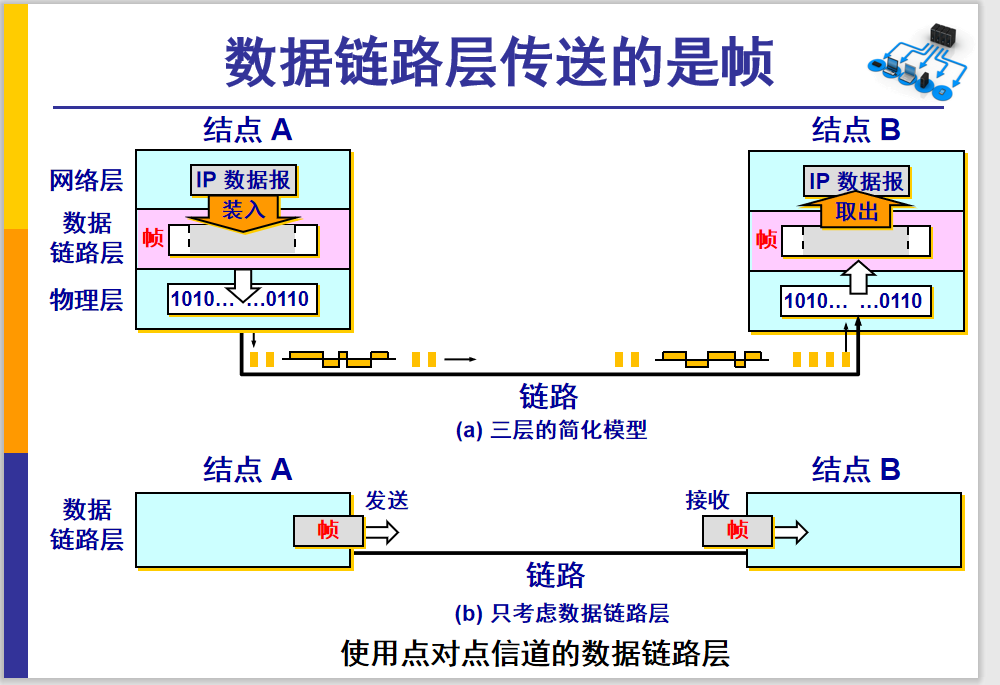 数据链路层传送的是帧
结点 A
结点 B
网络层
IP 数据报
IP 数据报
装入
取出
数据
链路层
帧
帧
物理层
1010… …0110
1010… …0110
链路
(a) 三层的简化模型
结点 A
结点 B
发送
接收
数据
链路层
帧
帧
链路
(b) 只考虑数据链路层
使用点对点信道的数据链路层